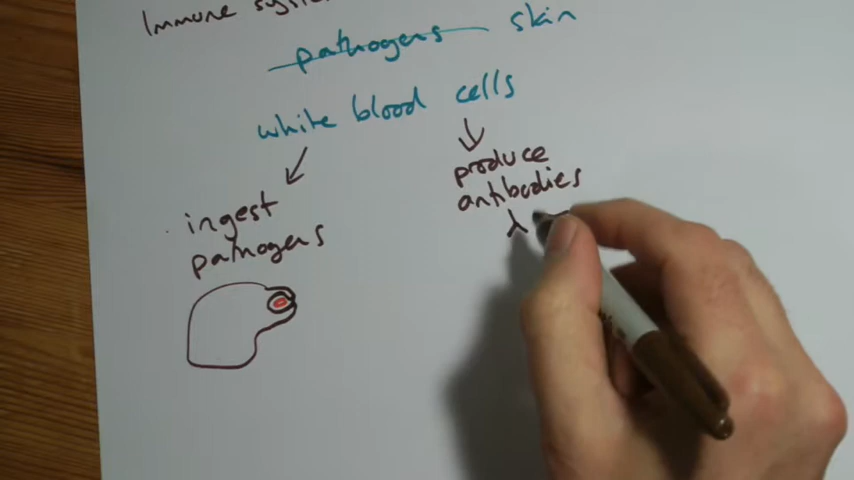 Immune
pathogens skin
white blood cells
ingest
pathogens
produce
antibodies